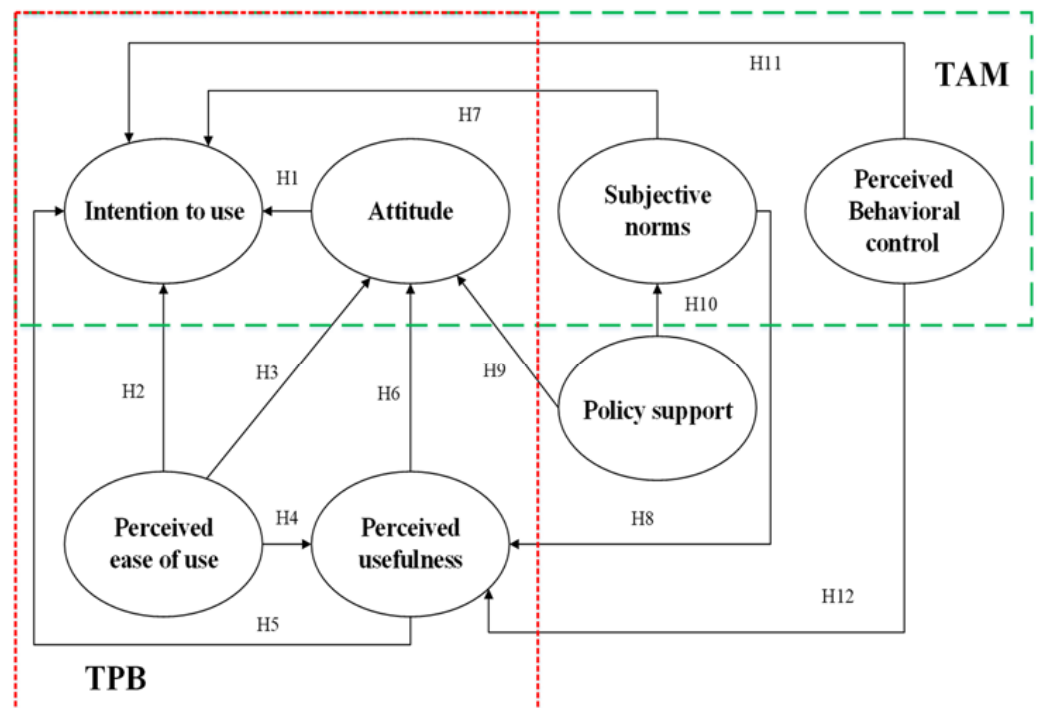 H11
TAM
H7
H1
Intention to use
Attitude
Subjective
norms
Perceived
Behavioral
control
H10
H2
H3
H6
H9
Policy support
Perceived
ease of use
H4
Perceived
usefulness
H8
H5
H12
TPB